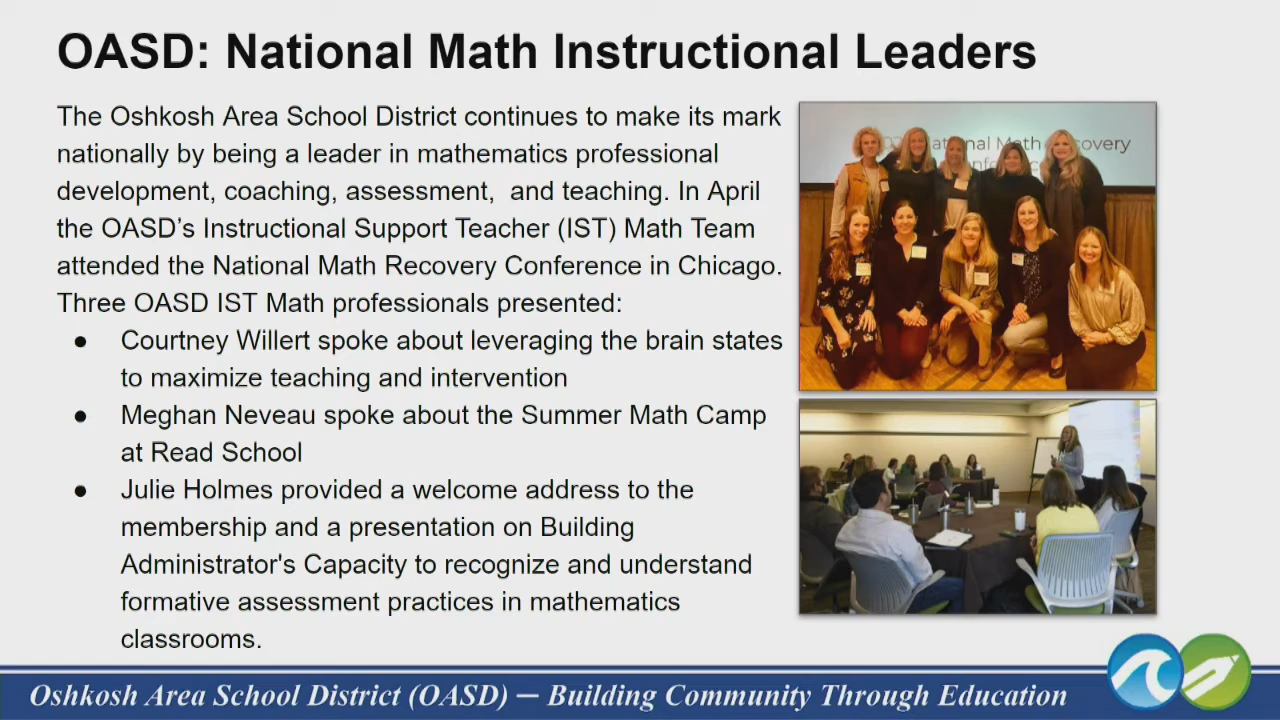 OASD: National Math Instructional Leaders
The Oshkosh Area School District continues to make its mark
nationally by being a leader in mathematics professional
development, coaching, assessment,  and teaching. In April
the OASD’s Instructional Support Teacher (IST) Math Team
attended the National Math Recovery Conference in Chicago.
Three OASD IST Math professionals presented:
● Courtney Willert spoke about leveraging the brain states
to maximize teaching and intervention
● Meghan Neveau spoke about the Summer Math Camp
at Read School
● Julie Holmes provided a welcome address to the
membership and a presentation on Building
Administrator's Capacity to recognize and understand
formative assessment practices in mathematics
classrooms.
National Math Recovery
Oshkosh Area School District (OASD) — Building Community Through Education